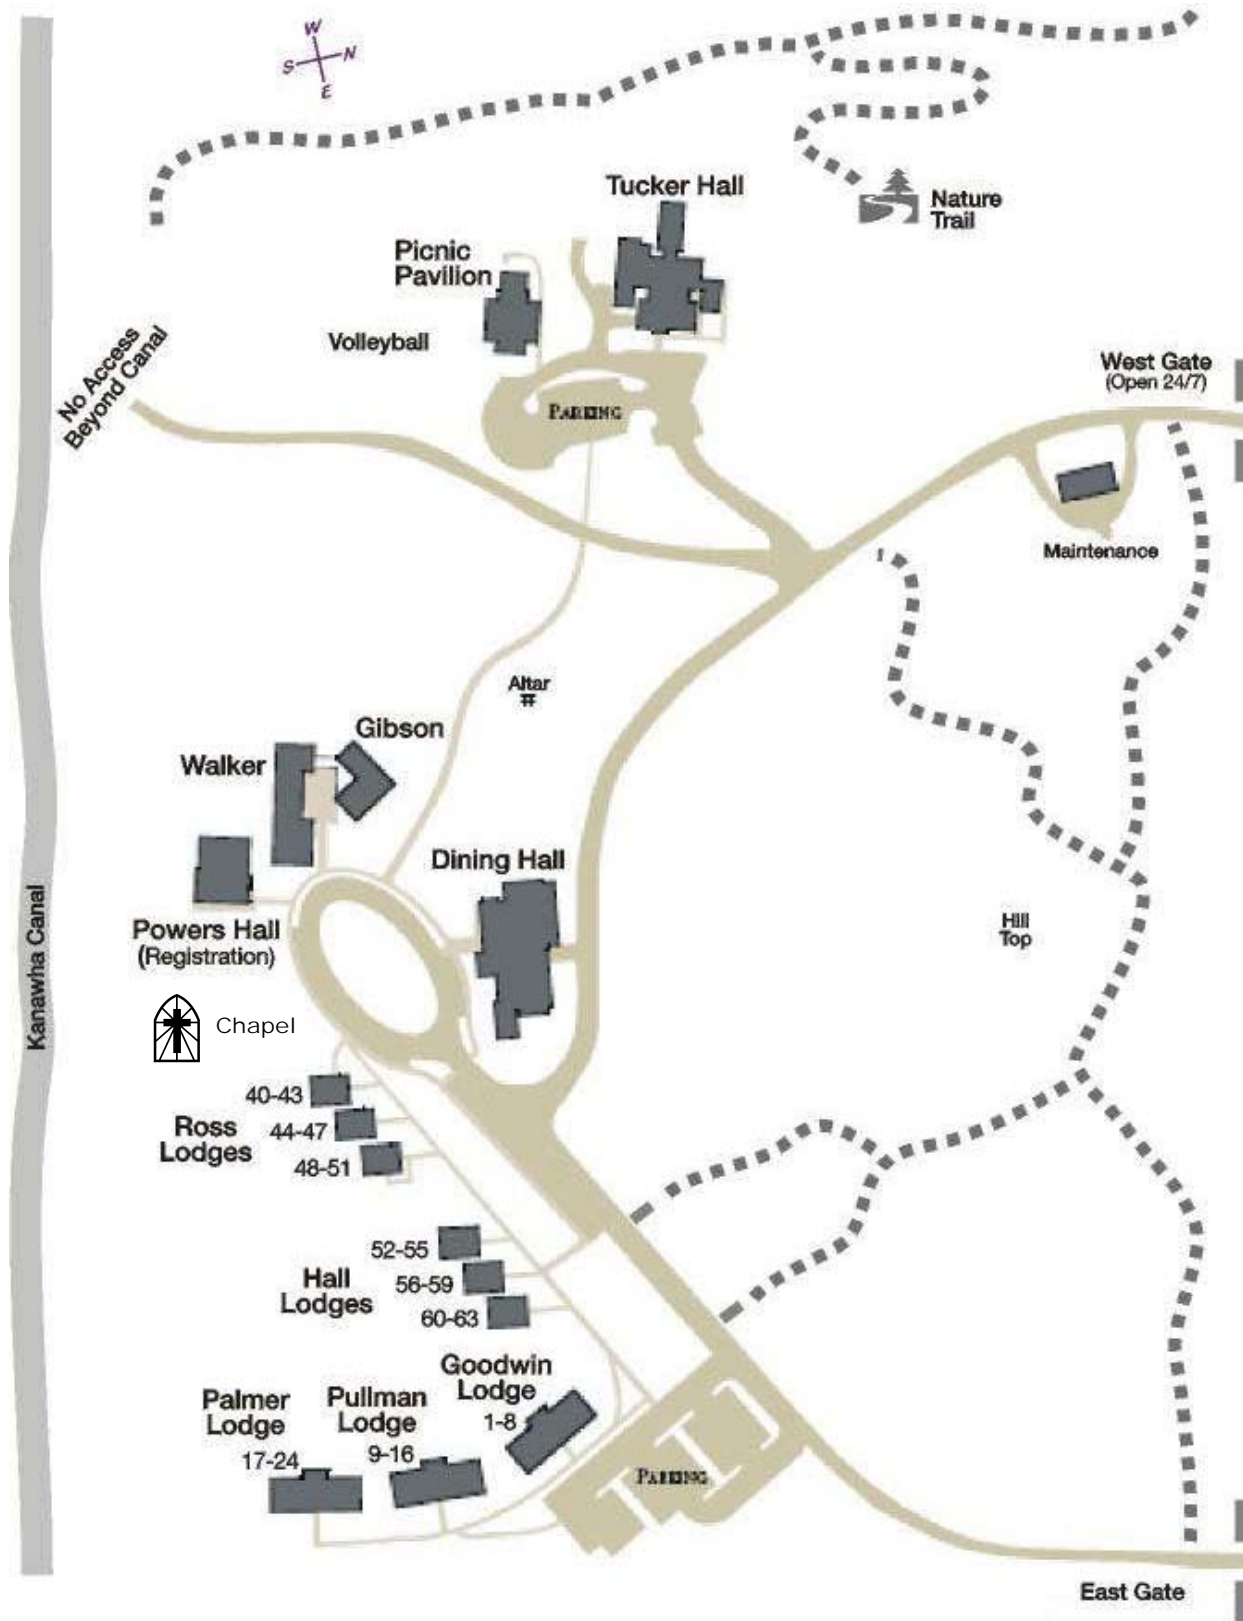 W
S N
E
Tucker Hall
Nature
Trail
Picnic
Pavilion
Volleyball
No Access
Beyond Canal
West Gate
(Open 24/7)
PARKING
Maintenance
Altar
Gibson
Walker
Dining Hall
Kanawha Canal
Powers Hall
(Registration)
Hill
Top
Chapel
40-43
Ross
Lodges
44-47
48-51
52-55
Hall
Lodges
56-59
60-63
Goodwin
Lodge
1-8
Palmer
Lodge
17-24
Pullman
Lodge
9-16
PARKING
East Gate